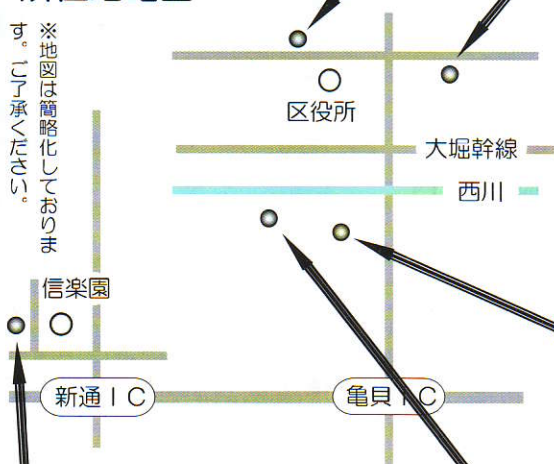 ※地図は簡略化しておりま
す。ご了承ください。
区役所
大堀幹線
西川
信楽園
新通IC
亀貝IC